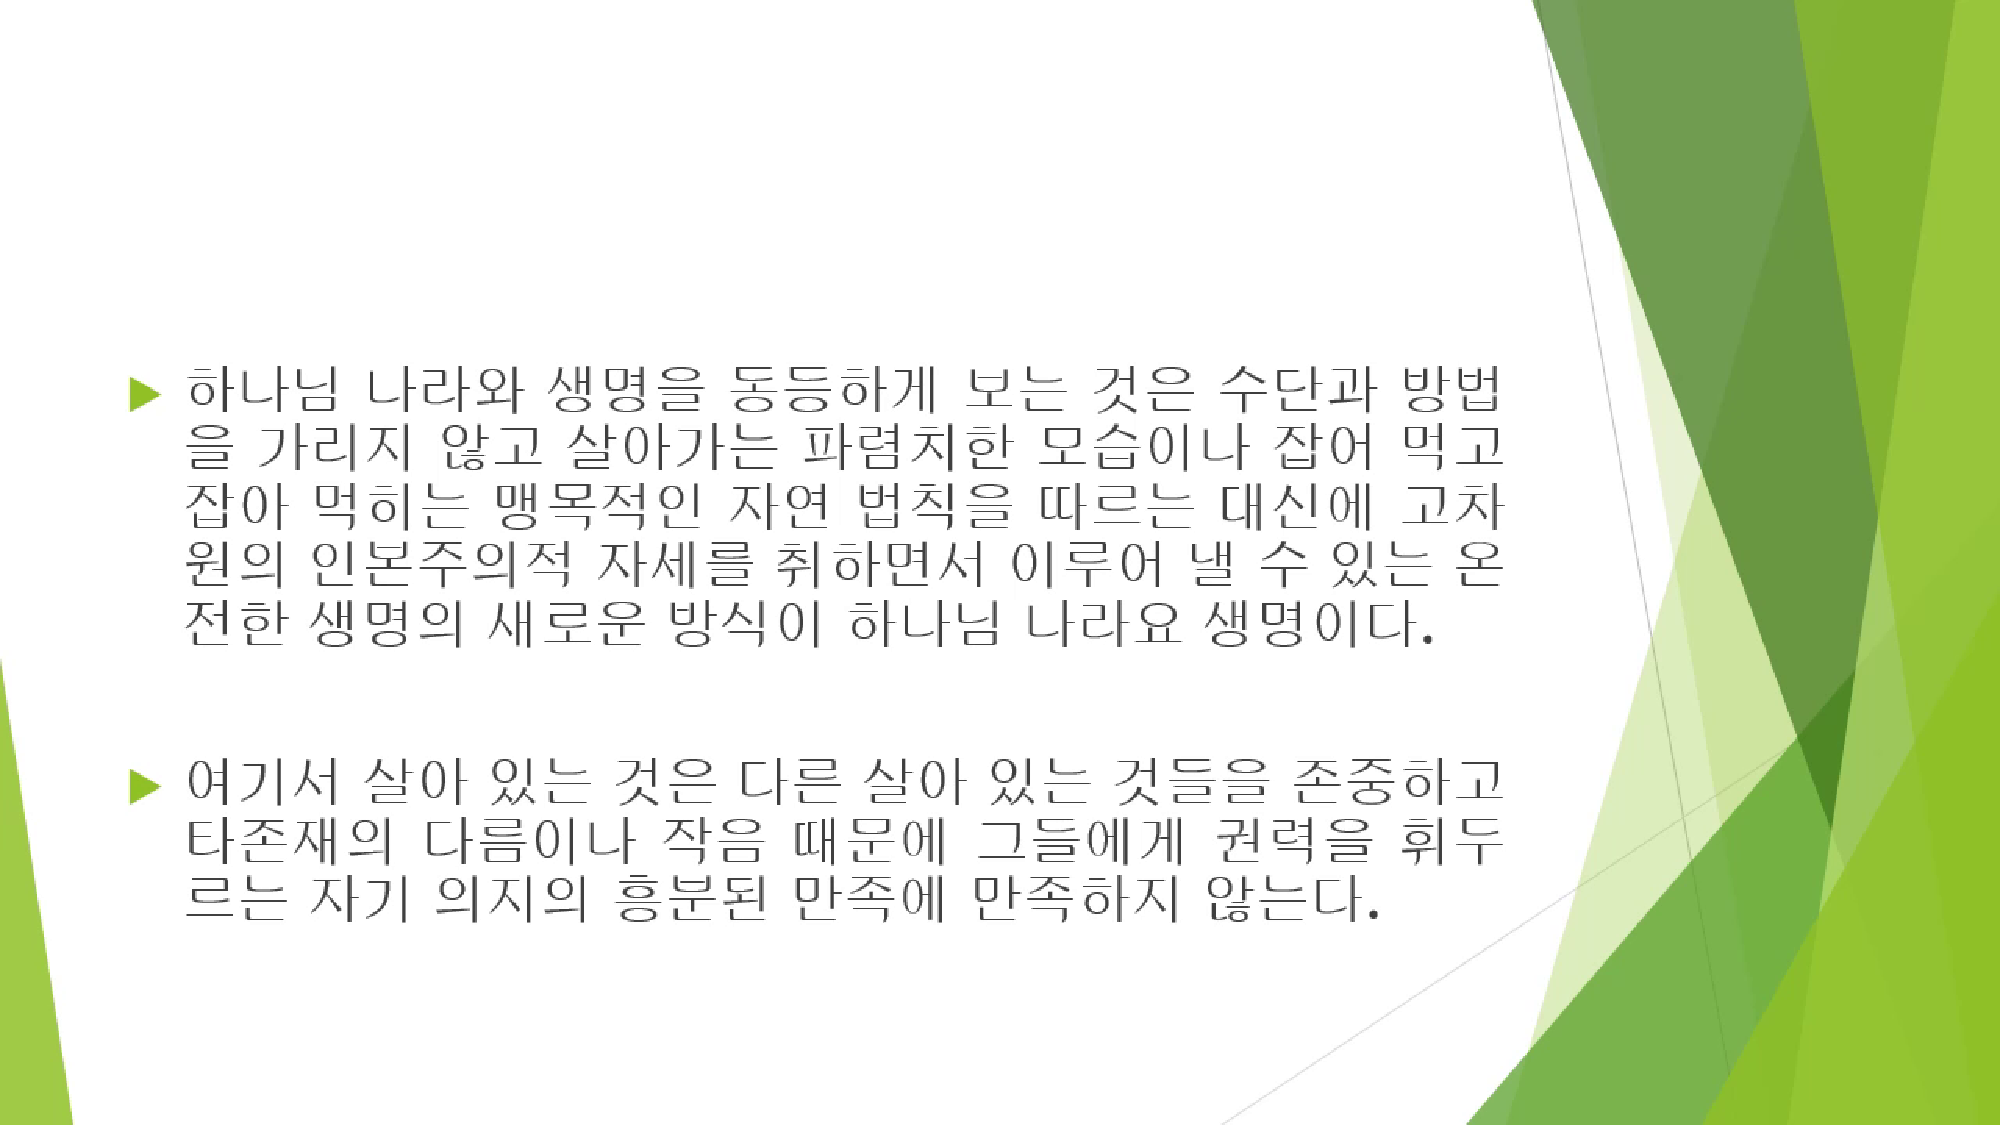 하나님 나라와 생명을 동등하게 보는 것은 수단과 방법
을 가리지 않고 살아가는 파렴치한 모습이나 잡어 먹고
잡아 먹히는 맹목적인 자연 법칙을 따르는 대신에 고차
원의 인본주의적 자세를 취하면서 이루어 낼 수 있는 온
전한 생명의 새로운 방식이 하나님 나라요 생명이다.
여기서 살아 있는 것은 다른 살아 있는 것들을 존중하고
타존재의 다름이나 작음 때문에 그들에게 권력을 휘두
르는 자기 의지의 흥분된 만족에 만족하지 않는다.